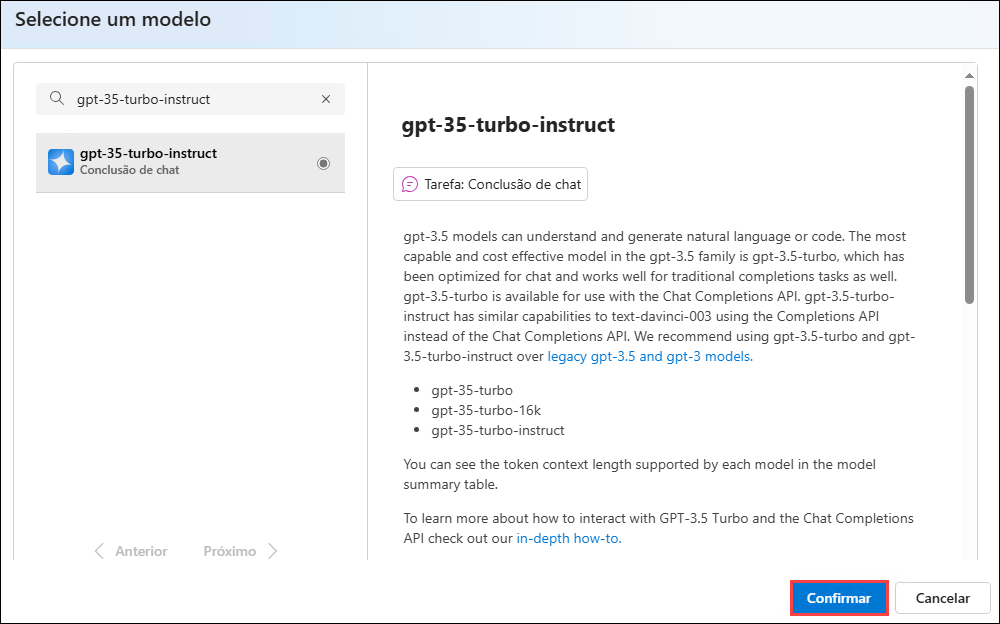 Selecione um modelo
gpt-35-turbo-instruct
gpt-35-turbo-instruct
Conclusão de chat
Anterior
Próximo
gpt-35-turbo-instruct
Tarefa: Conclusão de chat
gpt-3.5 models can understand and generate natural language or code. The most
capable and cost effective model in the gpt-3.5 family is gpt-3.5-turbo, which has
been optimized for chat and works well for traditional completions tasks as well.
gpt-3.5-turbo is available for use with the Chat Completions API. gpt-3.5-turbo-
instruct has similar capabilities to text-davinci-003 using the Completions API
instead of the Chat Completions API. We recommend using gpt-3.5-turbo and gpt-
3.5-turbo-instruct over legacy gpt-3.5 and gpt-3 models.
• gpt-35-turbo
• gpt-35-turbo-16k
• gpt-35-turbo-instruct
You can see the token context length supported by each model in the model
summary table.
To learn more about how to interact with GPT-3.5 Turbo and the Chat Completions
API check out our in-depth how-to.
Confirmar
Cancelar